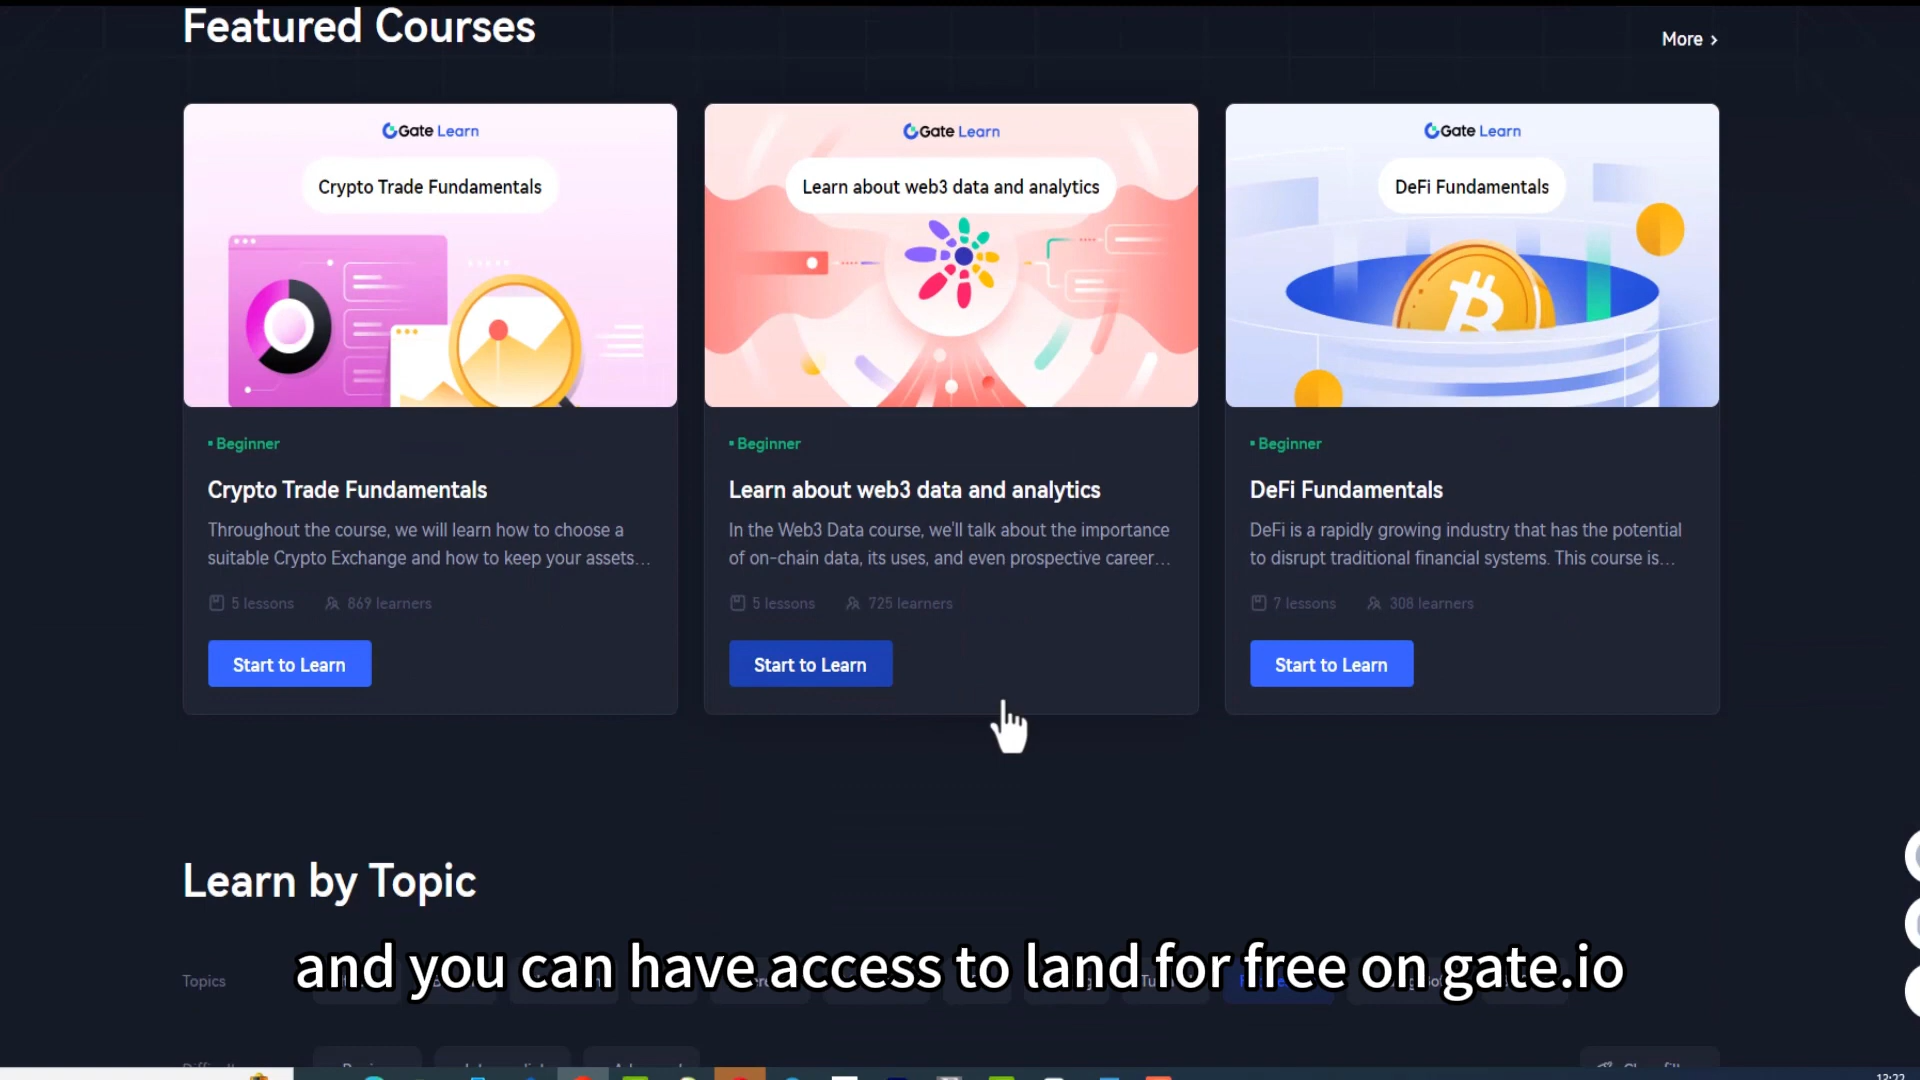 Featured Courses
More >
Gate Learn
Crypto Trade Fundamentals
Gate Learn
Learn about web3 data and analytics
Gate Learn
DeFi Fundamentals
Beginner
Crypto Trade Fundamentals
Throughout the course, we will learn how to choose a
suitable Crypto Exchange and how to keep your assets...
5 lessons 869 learners
Start to Learn
Beginner
Learn about web3 data and analytics
In the Web3 Data course, we'll talk about the importance
of on-chain data, its uses, and even prospective career...
5 lessons 725 learners
Start to Learn
Beginner
DeFi Fundamentals
DeFi is a rapidly growing industry that has the potential
to disrupt traditional financial systems. This course is...
7 lessons 308 learners
Start to Learn
Learn by Topic
Topics
and you can have access to land for free on gate.io
12:22